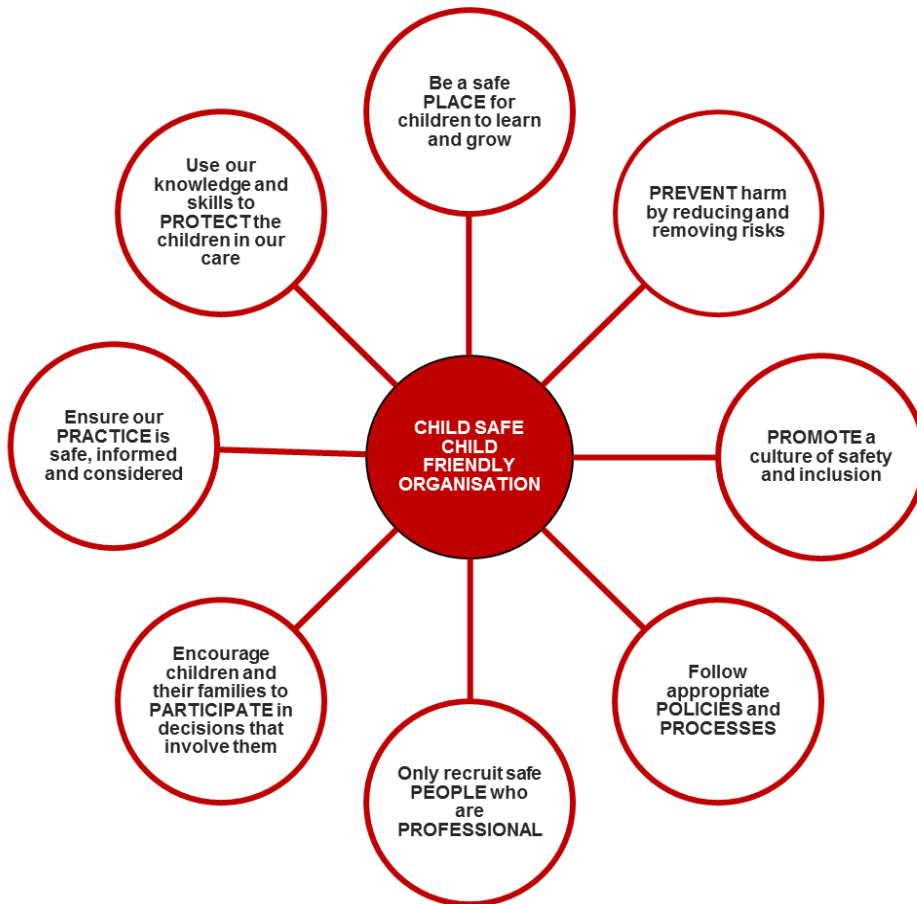 Be a safe
PLACE for
children to learn
and grow
PREVENT harm
by reducing and
removing risks
PROMOTE a
culture of safety
and inclusion
Follow
appropriate
POLICIES and
PROCESSES
Only recruit safe
PEOPLE who
are
PROFESSIONAL
Encourage
children and
their families to
PARTICIPATE in
decisions that
involve them
Ensure our
PRACTICE is
safe, informed
and considered
Use our
knowledge and
skills to
PROTECT the
children in our
care
CHILD SAFE
CHILD
FRIENDLY
ORGANISATION